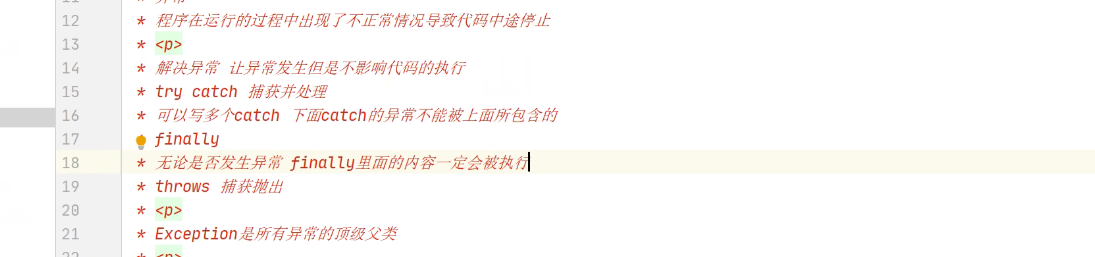 * 异常
12 * 程序在运行的过程中出现了不正常情况导致代码中途停止
13 * <p>
14 * 解决异常 让异常发生但是不影响代码的执行
15 * try catch 捕获并处理
16 * 可以写多个catch 下面catch的异常不能被上面所包含的
17 finally
18 * 无论是否发生异常 finally里面的内容一定会被执行
19 * throws 捕获抛出
20 * <p>
21 * Exception是所有异常的顶级父类
22 * <p>